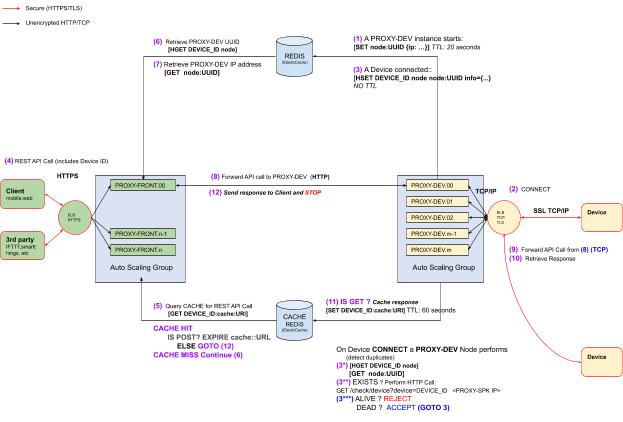 Secure (HTTPS/TLS)
Unencrypted HTTP/TCP
(6) Retrieve PROXY-DEV UUID
[HGET DEVICE_ID node]
(7) Retrieve PROXY-DEV IP address
[GET node:UUID]
REDIS
(ElasticCache)
(1) A PROXY-DEV instance starts:
[SET node:UUID {ip: ...}] TTL: 20 seconds
(3) A Device connected::
[HSET DEVICE_ID node node:UUID info={...}
NO TTL
(4) REST API Call (includes Device ID)
HTTPS
Client
mobile,web
3rd party
IFTTT,smartt
hings, etc
ELB
HTTPS
PROXY-FRONT.00
PROXY-FRONT.n-1
PROXY-FRONT.n
Auto Scaling Group
(8) Forward API call to PROXY-DEV (HTTP)
(12) Send response to Client and STOP
PROXY-DEV.00
PROXY-DEV.01
PROXY-DEV.02
PROXY-DEV.m-1
PROXY-DEV.m
Auto Scaling Group
TCP/IP
ELB
TCP
TLS
(2) CONNECT
SSL TCP/IP
Device
(9) Forward API Call from (8) (TCP)
(10) Retrieve Response
Device
(5) Query CACHE for REST API Call
[GET DEVICE_ID:cache:URI]
CACHE HIT
IS POST? EXPIRE cache::URL
ELSE GOTO (12)
CACHE MISS Continue (6)
CACHE
REDIS
(ElasticCache)
(11) IS GET ? Cache response
[SET DEVICE_ID:cache:URI] TTL: 60 seconds
On Device CONNECT a PROXY-DEV Node performs
(detect duplicates)
(3*) [HGET DEVICE_ID node]
[GET node:UUID]
(3**) EXISTS ? Perform HTTP Call:
GET /check/device?device=DEVICE_ID <PROXY-SPK IP>
(3***) ALIVE ? REJECT
DEAD ? ACCEPT (GOTO 3)